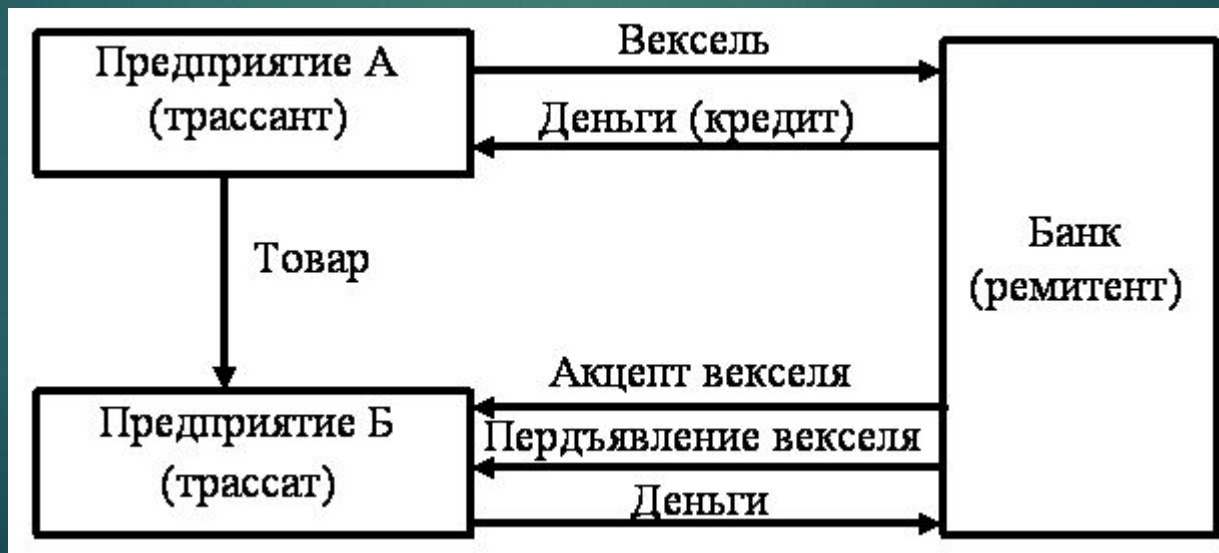 Предприятие А
(трассант)
Вексель
Деньги (кредит)
Товар
Банк
(ремитент)
Акцепт векселя
Предприятие Б
(трассат)
Пердъявление векселя
Деньги